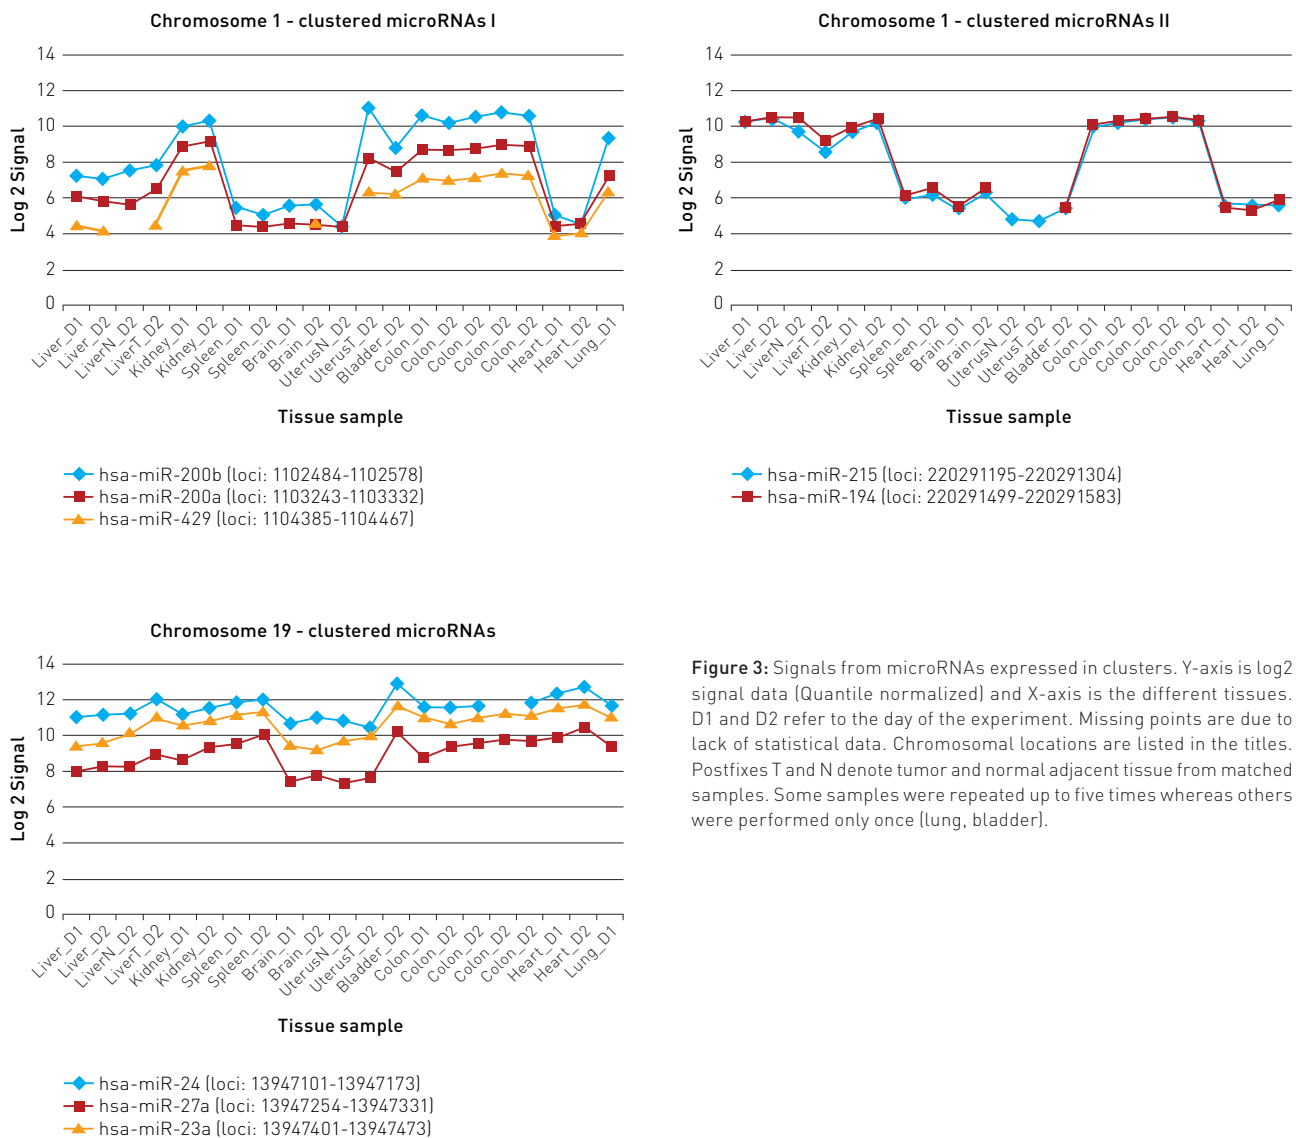 Chromosome 1 - clustered microRNAs I
14
12
10
8
6
4
2
0
Log 2 Signal
Liver_D1
Liver_D2
LiverN_D2
LiverT_D2
Kidney_D1
Kidney_D2
Spleen_D1
Spleen_D2
Brain_D1
Brain_D2
UterusN_D2
UterusT_D2
Bladder_D2
Colon_D1
Colon_D2
Colon_D2
Colon_D2
Colon_D2
Heart_D1
Heart_D2
Lung_D1
Tissue sample
hsa-miR-200b (loci: 1102484-1102578)
hsa-miR-200a (loci: 1103243-1103332)
hsa-miR-429 (loci: 1104385-1104467)
Chromosome 1 - clustered microRNAs II
14
12
10
8
6
4
2
0
Log 2 Signal
Liver_D1
Liver_D2
LiverN_D2
LiverT_D2
Kidney_D1
Kidney_D2
Spleen_D1
Spleen_D2
Brain_D1
Brain_D2
UterusN_D2
UterusT_D2
Bladder_D2
Colon_D1
Colon_D2
Colon_D2
Colon_D2
Colon_D2
Heart_D1
Heart_D2
Lung_D1
Tissue sample
hsa-miR-215 (loci: 220291195-220291304)
hsa-miR-194 (loci: 220291499-220291583)
Chromosome 19 - clustered microRNAs
14
12
10
8
6
4
2
0
Log 2 Signal
Liver_D1
Liver_D2
LiverN_D2
LiverT_D2
Kidney_D1
Kidney_D2
Spleen_D1
Spleen_D2
Brain_D1
Brain_D2
UterusN_D2
UterusT_D2
Bladder_D2
Colon_D1
Colon_D2
Colon_D2
Colon_D2
Colon_D2
Heart_D1
Heart_D2
Lung_D1
Tissue sample
hsa-miR-24 (loci: 13947101-13947173)
hsa-miR-27a (loci: 13947254-13947331)
hsa-miR-23a (loci: 13947401-13947473)
Figure 3: Signals from microRNAs expressed in clusters. Y-axis is log2
signal data (Quantile normalized) and X-axis is the different tissues.
D1 and D2 refer to the day of the experiment. Missing points are due to
lack of statistical data. Chromosomal locations are listed in the titles.
Postfixes T and N denote tumor and normal adjacent tissue from matched
samples. Some samples were repeated up to five times whereas others
were performed only once (lung, bladder).